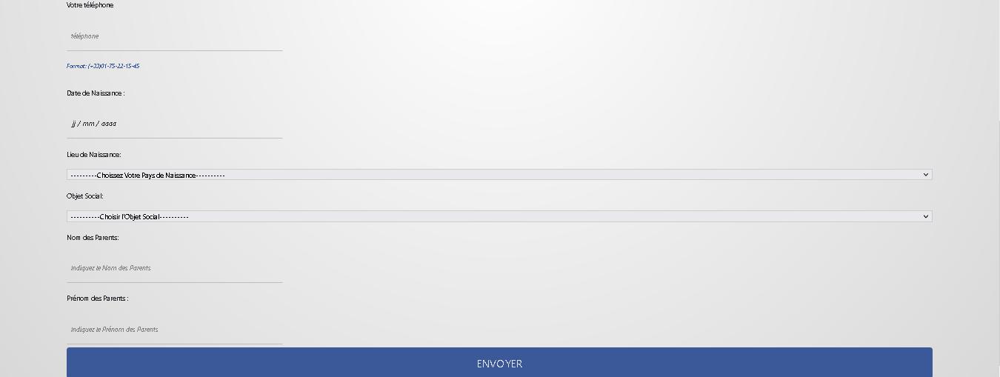 Votre téléphone
téléphone
Format: (+33)01-75-22-15-45
Date de Naissance :
jj / mm / aaaa
Lieu de Naissance:
---------Choissez Votre Pays de Naissance----------
Objet Social:
----------Choisir l'Objet Social----------
Nom des Parents:
Indiquez le Nom des Parents
Prénom des Parents :
Indiquez le Prénom des Parents
ENVOYER